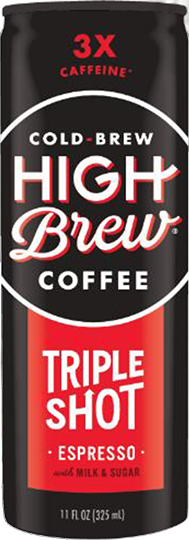 3X
CAFFEINE*
COLD-BREW
HIGH
Brew®
COFFEE
TRIPLE
SHOT
· ESPRESSO ·
with MILK & SUGAR
11 FL OZ (325 mL)